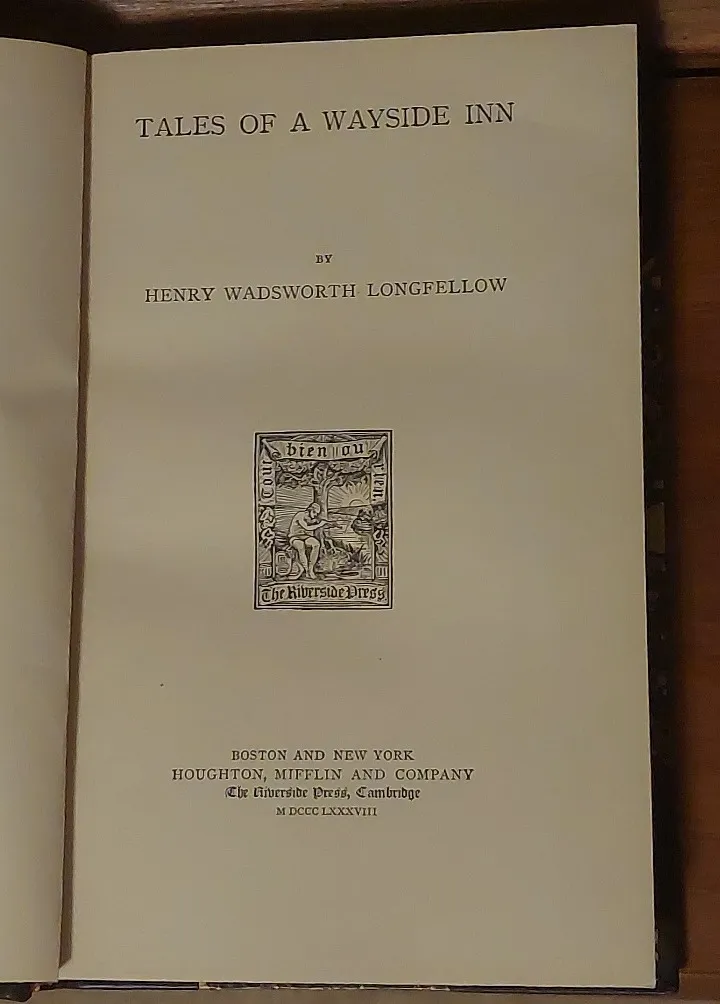 TALES OF A WAYSIDE INN
BY
HENRY WADSWORTH LONGFELLOW
Tout bien ou rien
The Riverside Press
BOSTON AND NEW YORK
HOUGHTON, MIFFLIN AND COMPANY
The Riverside Press, Cambridge
M DCCC LXXXVIII